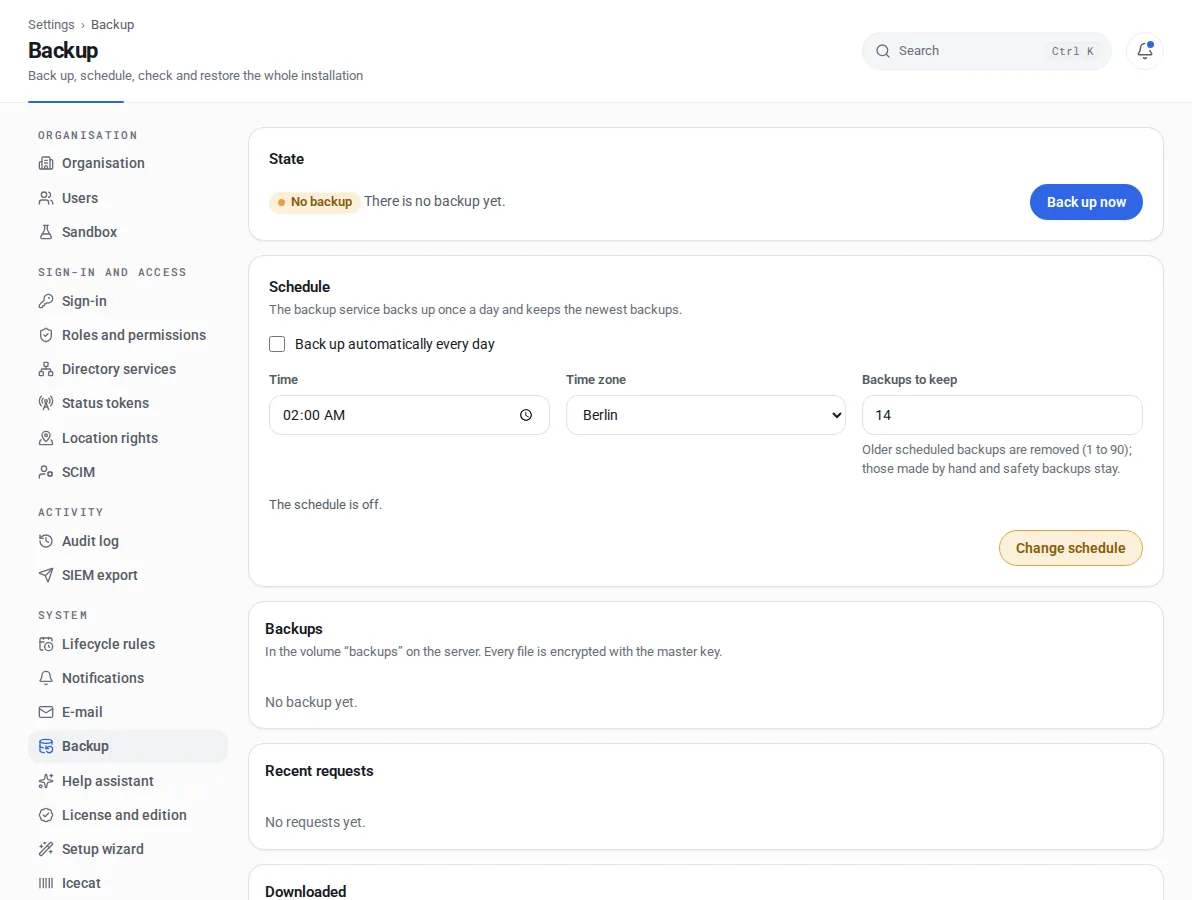 Settings › Backup
Backup
Back up, schedule, check and restore the whole installation
Search
Ctrl K
ORGANISATION
Organisation
Users
Sandbox
SIGN-IN AND ACCESS
Sign-in
Roles and permissions
Directory services
Status tokens
Location rights
SCIM
ACTIVITY
Audit log
SIEM export
SYSTEM
Lifecycle rules
Notifications
E-mail
Backup
Help assistant
License and edition
Setup wizard
Icecat
State
No backup There is no backup yet.
Back up now
Schedule
The backup service backs up once a day and keeps the newest backups.
Back up automatically every day
Time
02:00 AM
Time zone
Berlin
Backups to keep
14
Older scheduled backups are removed (1 to 90);
those made by hand and safety backups stay.
The schedule is off.
Change schedule
Backups
In the volume “backups” on the server. Every file is encrypted with the master key.
No backup yet.
Recent requests
No requests yet.
Downloaded